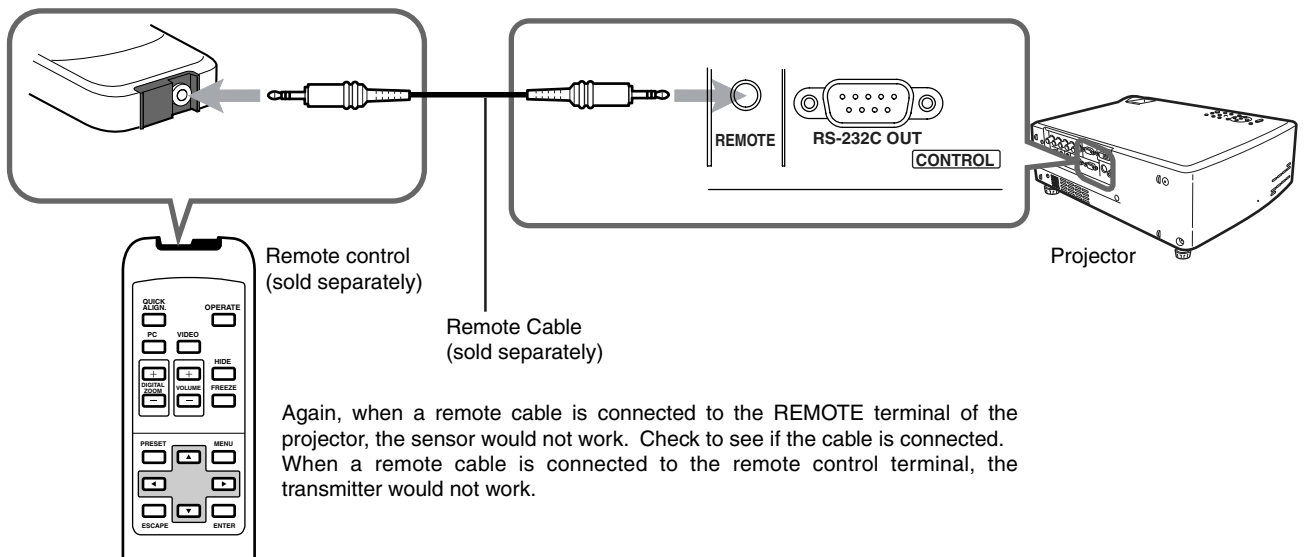 REMOTE
RS-232C OUT
CONTROL
Projector
Remote control
(sold separately)
Remote Cable
(sold separately)
QUICK
ALIGN.
OPERATE
PC
VIDEO
HIDE
DIGITAL
ZOOM
VOLUME
FREEZE
PRESET
MENU
ESCAPE
ENTER
Again, when a remote cable is connected to the REMOTE terminal of the
projector, the sensor would not work. Check to see if the cable is connected.
When a remote cable is connected to the remote control terminal, the
transmitter would not work.